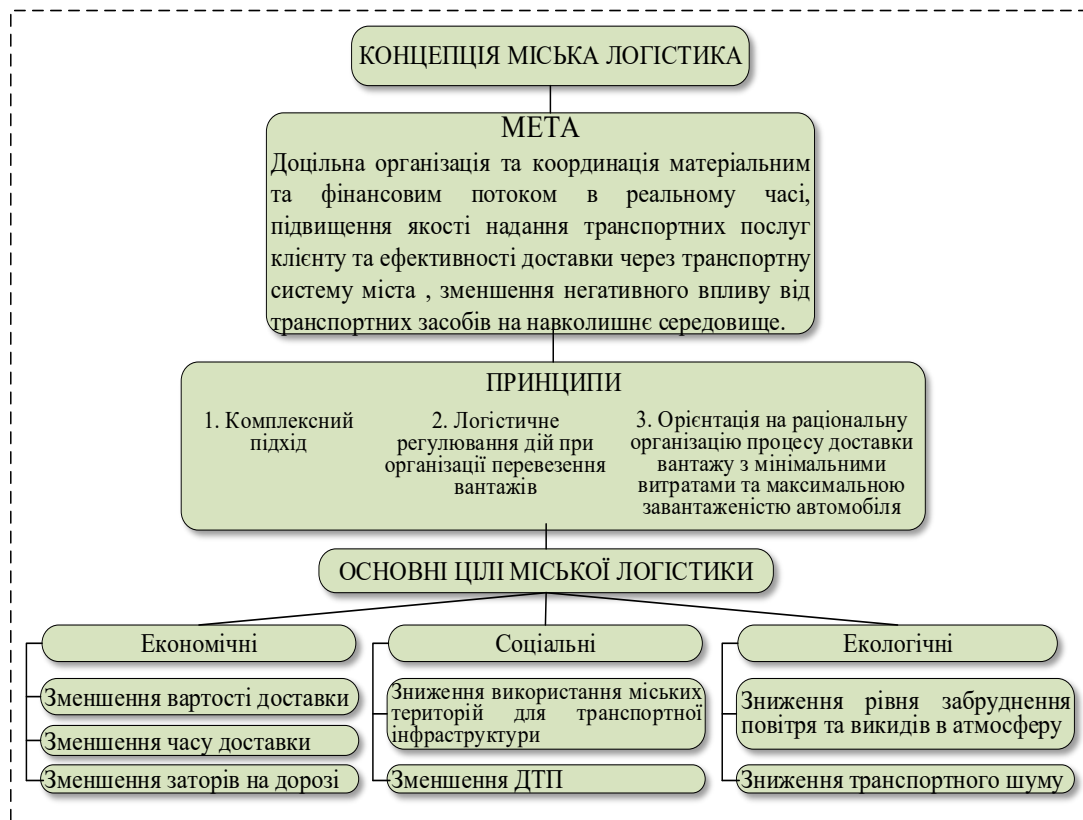 КОНЦЕПЦІЯ МІСЬКА ЛОГІСТИКА
МЕТА
Доцільна організація та координація матеріальним
та фінансовим потоком в реальному часі,
підвищення якості надання транспортних послуг
клієнту та ефективності доставки через транспортну
систему міста , зменшення негативного впливу від
транспортних засобів на навколишнє середовище.
ПРИНЦИПИ
1. Комплексний
підхід
2. Логістичне
регулювання дій при
організації перевезення
вантажів
3. Орієнтація на раціональну
організацію процесу доставки
вантажу з мінімальними
витратами та максимальною
завантаженістю автомобіля
ОСНОВНІ ЦІЛІ МІСЬКОЇ ЛОГІСТИКИ
Економічні
Зменшення вартості доставки
Зменшення часу доставки
Зменшення заторів на дорозі
Соціальні
Зниження використання міських
територій для транспортної
інфраструктури
Зменшення ДТП
Екологічні
Зниження рівня забруднення
повітря та викидів в атмосферу
Зниження транспортного шуму